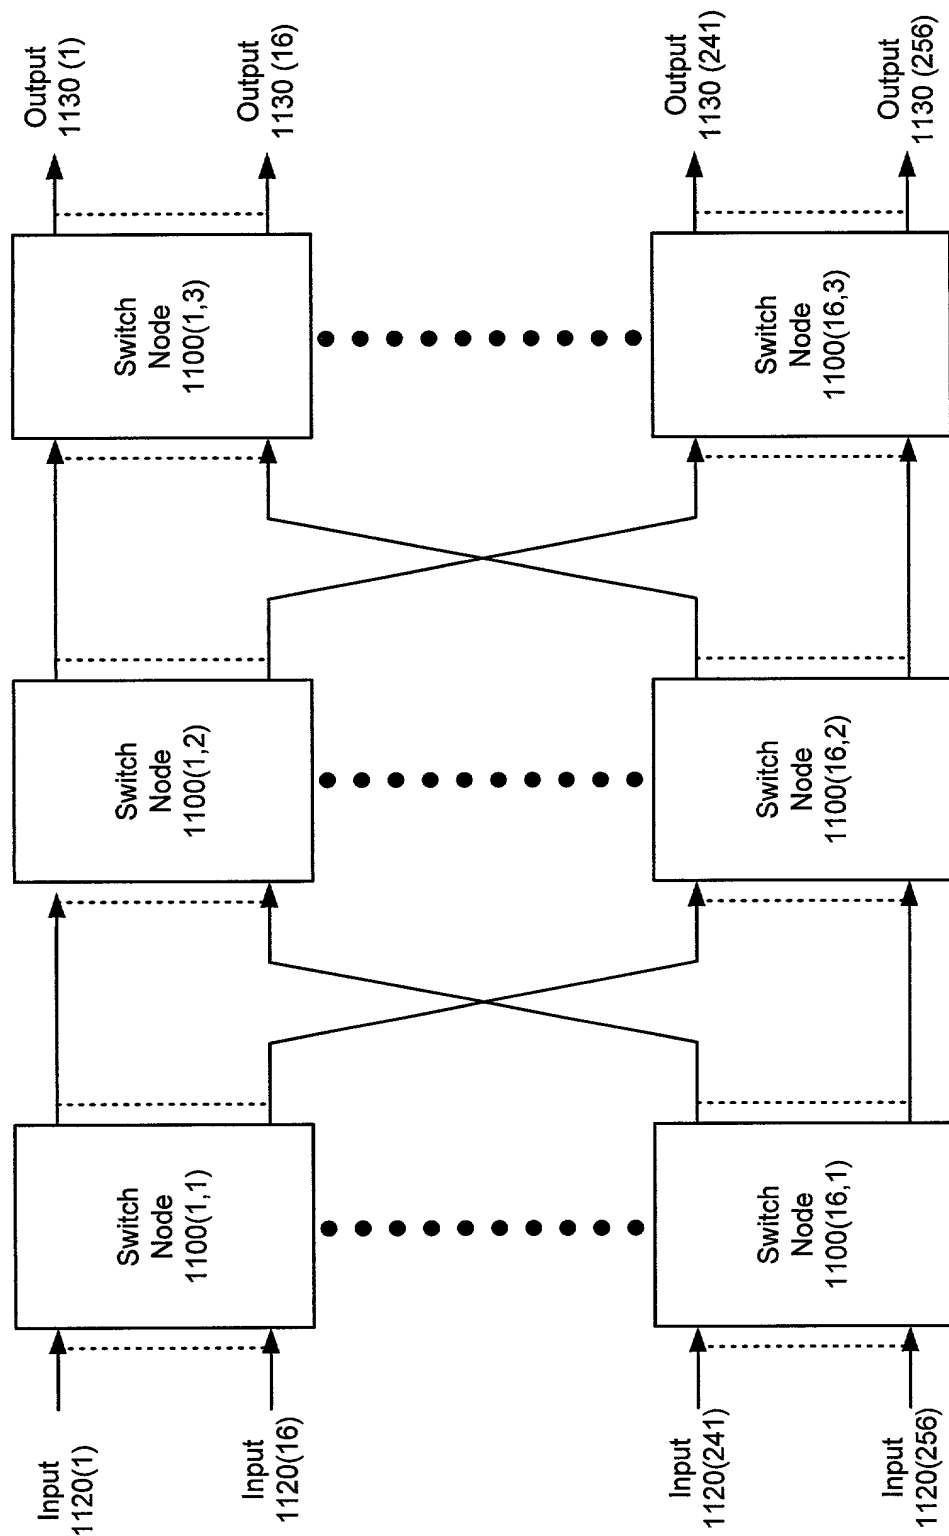 Input
1120(1)
Input
1120(16)
Input
1120(241)
Input
1120(256)
Switch
Node
1100(1,1)
Switch
Node
1100(16,1)
Switch
Node
1100(1,2)
Switch
Node
1100(16,2)
Switch
Node
1100(1,3)
Switch
Node
1100(16,3)
Output
1130 (1)
Output
1130 (16)
Output
1130 (241)
Output
1130 (256)